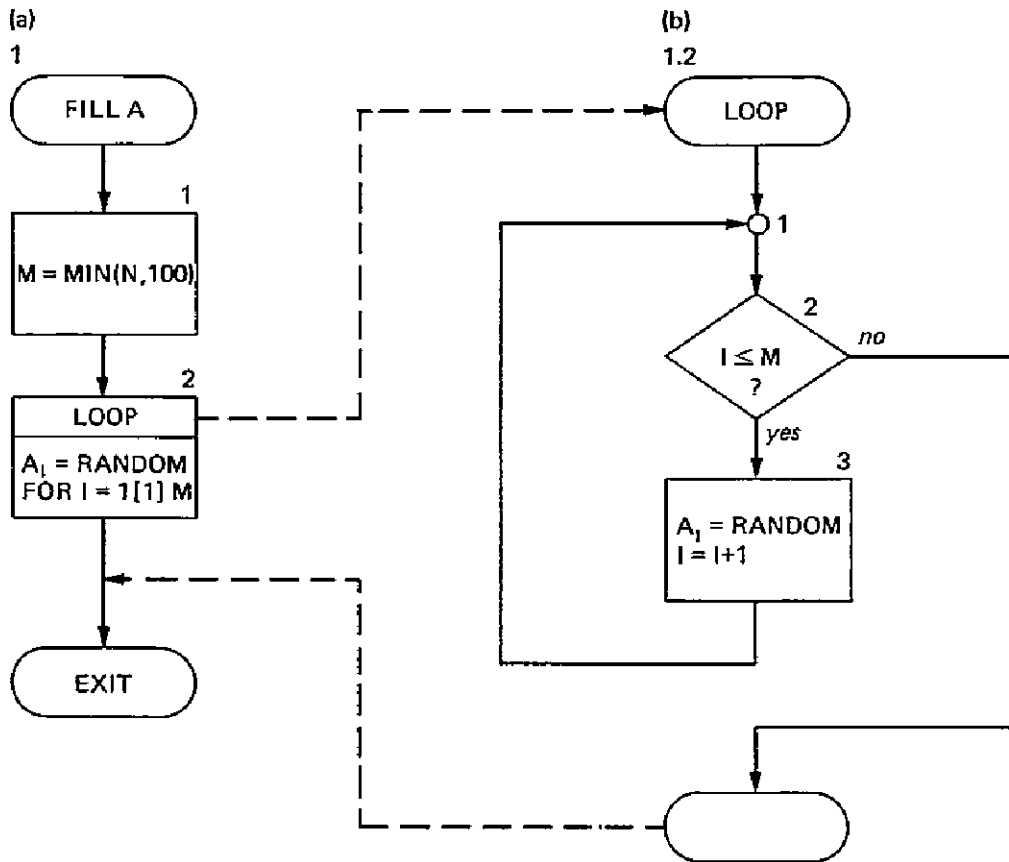 (a)
1
FILL A
1
M = MIN(N,100)
2
LOOP
A_I = RANDOM
FOR I = 1[1] M
EXIT
(b)
1.2
LOOP
1
2
I ≤ M
?
no
yes
3
A_I = RANDOM
I = I+1